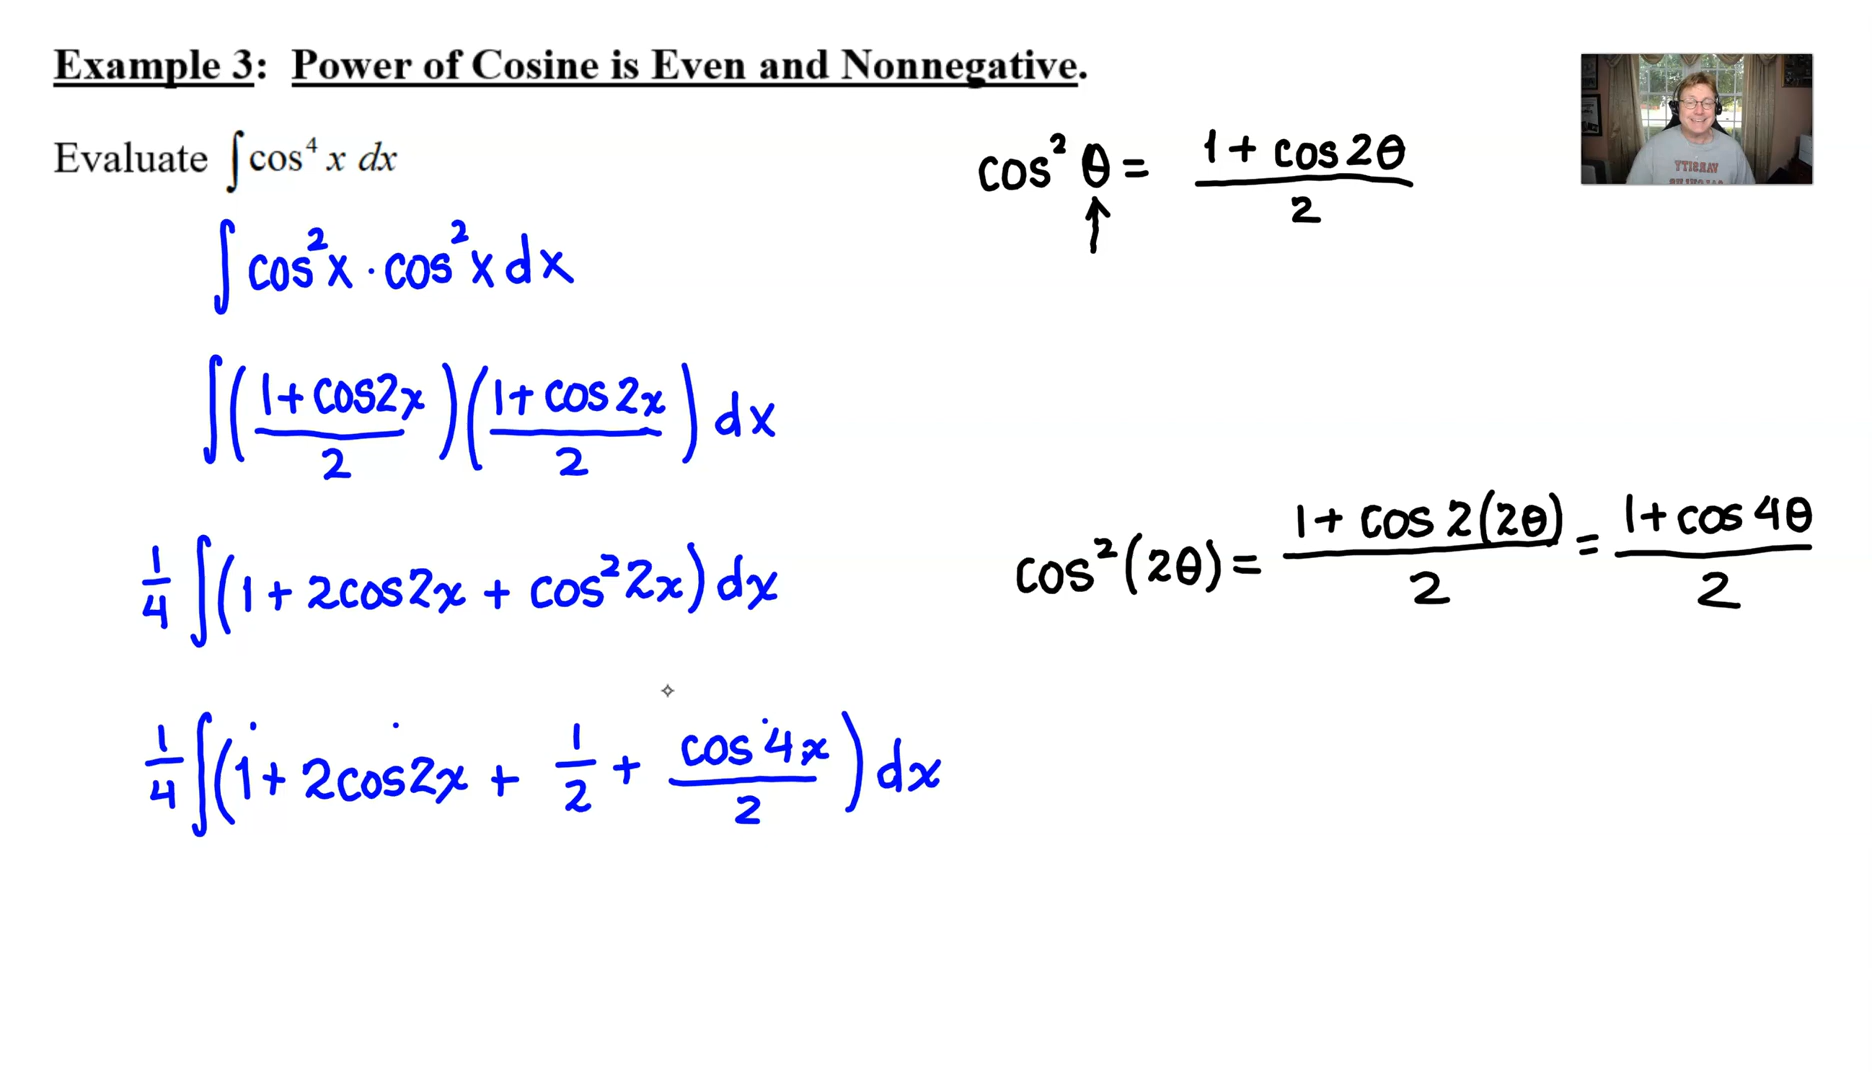 Example 3: Power of Cosine is Even and Nonnegative.
Evaluate ∫cos⁴ x dx
cos² θ = (1 + cos 2θ)/2
∫ cos²x · cos²x dx
∫ ((1 + cos2x)/2) ((1 + cos 2x)/2) dx
1/4 ∫ (1 + 2cos2x + cos²2x) dx
cos²(2θ) = (1 + cos 2(2θ))/2 = (1 + cos 4θ)/2
1/4 ∫ (1 + 2cos2x + 1/2 + (cos 4x)/2) dx